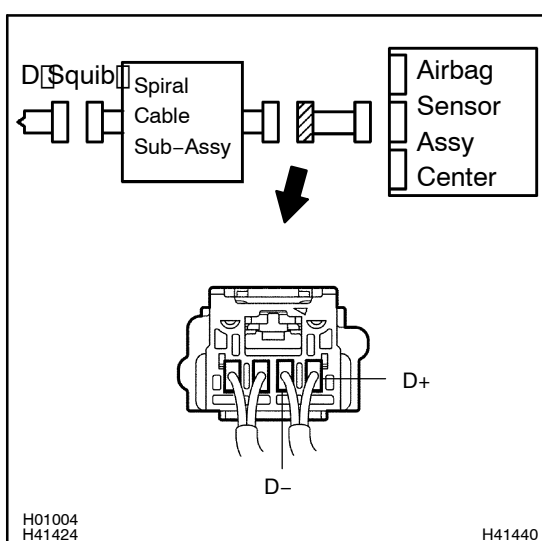 D Squib
Spiral
Cable
Sub−Assy
Airbag
Sensor
Assy
Center
D+
D−
H01004
H41424
H41440